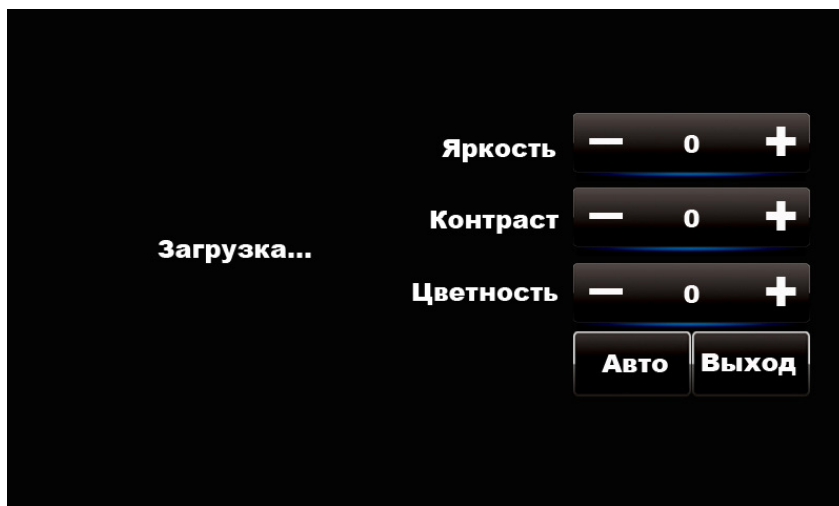 Яркость − 0 +
Контраст − 0 +
Загрузка...
Цветность − 0 +
Авто Выход